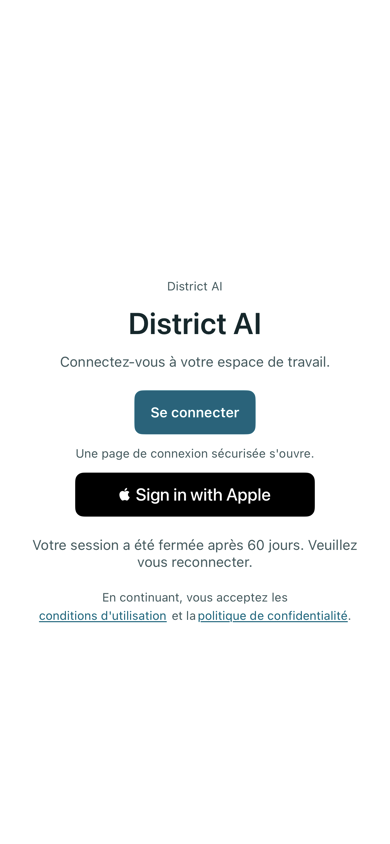 District AI
District AI
Connectez-vous à votre espace de travail.
Se connecter
Une page de connexion sécurisée s'ouvre.
Sign in with Apple
Votre session a été fermée après 60 jours. Veuillez
vous reconnecter.
En continuant, vous acceptez les
conditions d'utilisation et la politique de confidentialité.